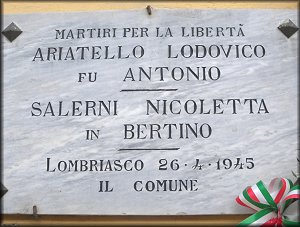 MARTIRI PER LA LIBERTÀ
ARIATELLO LODOVICO
FU ANTONIO
SALERNI NICOLETTA
IN BERTINO
LOMBRIASCO 26·4·1945
IL COMUNE